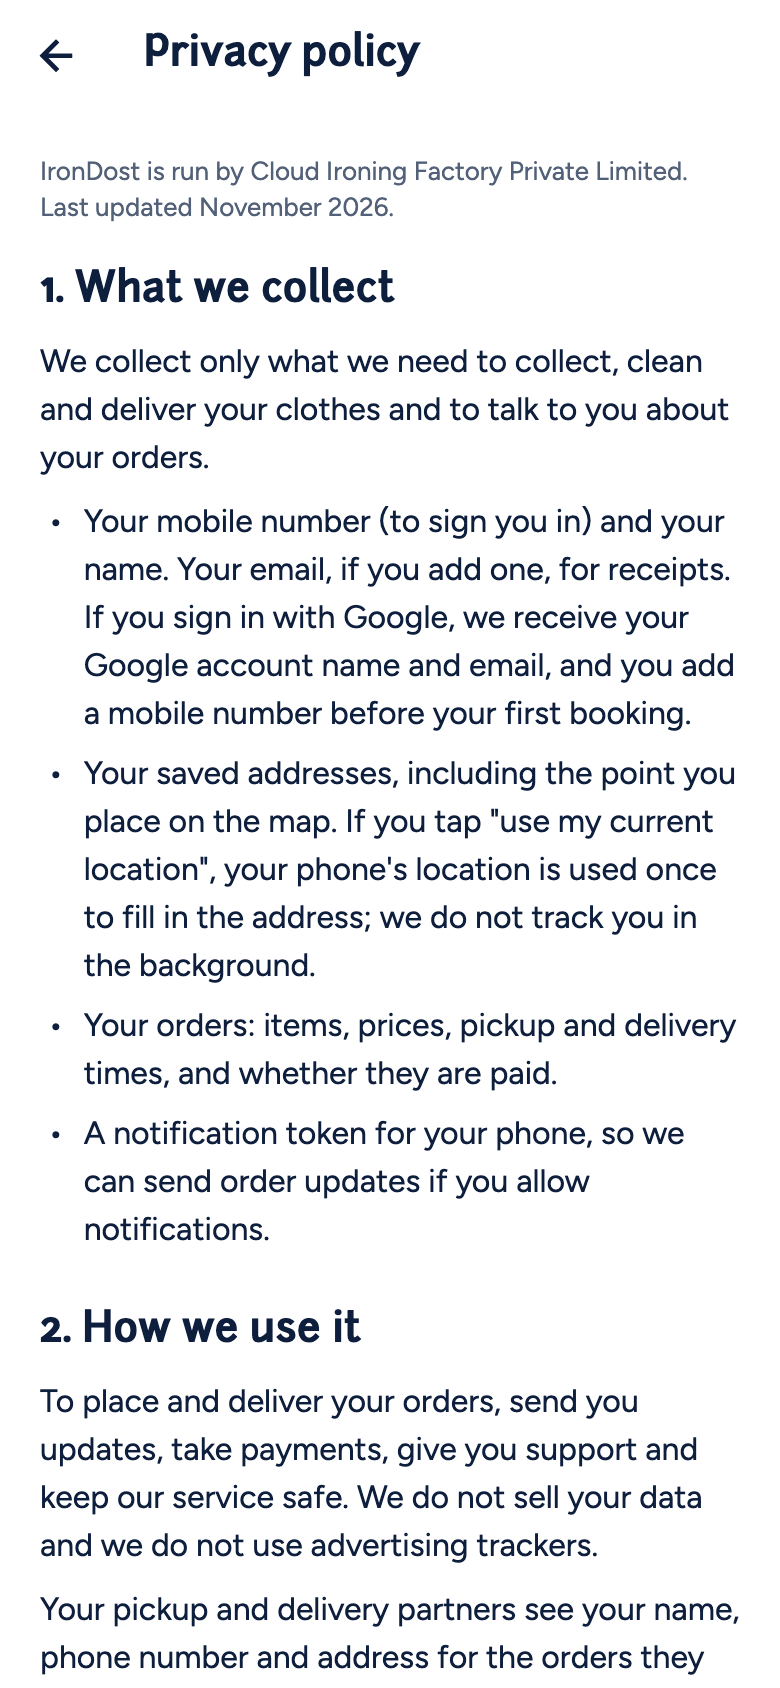 Privacy policy
IronDost is run by Cloud Ironing Factory Private Limited.
Last updated November 2026.
1. What we collect
We collect only what we need to collect, clean
and deliver your clothes and to talk to you about
your orders.
• Your mobile number (to sign you in) and your
name. Your email, if you add one, for receipts.
If you sign in with Google, we receive your
Google account name and email, and you add
a mobile number before your first booking.
• Your saved addresses, including the point you
place on the map. If you tap "use my current
location", your phone's location is used once
to fill in the address; we do not track you in
the background.
• Your orders: items, prices, pickup and delivery
times, and whether they are paid.
• A notification token for your phone, so we
can send order updates if you allow
notifications.
2. How we use it
To place and deliver your orders, send you
updates, take payments, give you support and
keep our service safe. We do not sell your data
and we do not use advertising trackers.
Your pickup and delivery partners see your name,
phone number and address for the orders they